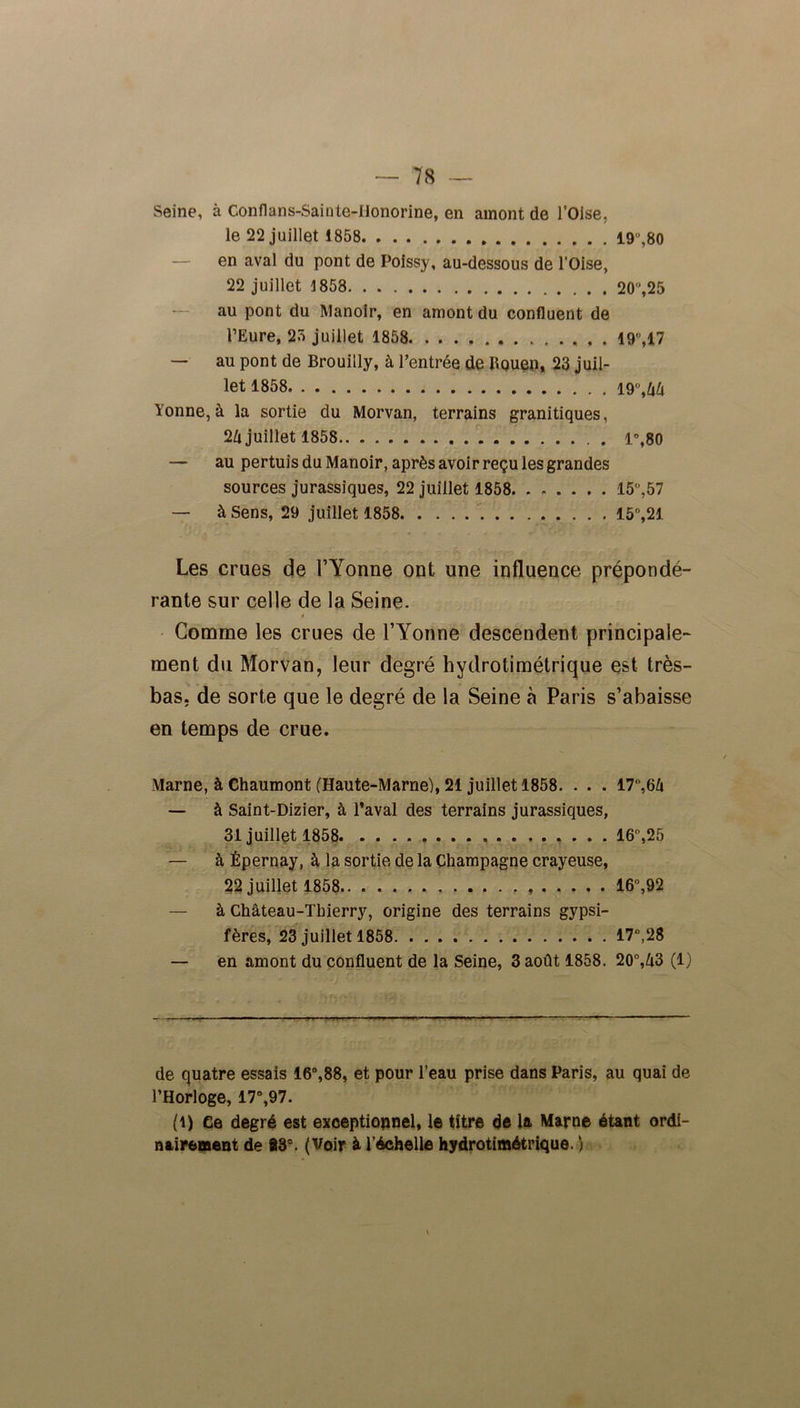 — 78 —
Seine, à Conflans-Sainte-Honorine, en amont de l'Oise,
le 22 juillet 1858. . . . . . . . . . . . . . . . . 19°,80
— en aval du pont de Poissy, au-dessous de l'Oise,
22 juillet 1858. . . . . . . . . . . . . . . . . . 20°,25
— au pont du Manoir, en amont du confluent de
l'Eure, 23 juillet 1858. . . . . . . . . . . . . . 19°,17
— au pont de Brouilly, à l'entrée de Rouen, 23 juil-
let 1858. . . . . . . . . . . . . . . . . . . . . . 19°,44
Yonne, à la sortie du Morvan, terrains granitiques,
24 juillet 1858.. . . . . . . . . . . . . . . . . . 1°,80
— au pertuis du Manoir, après avoir reçu les grandes
sources jurassiques, 22 juillet 1858. . . . . . . 15°,57
— à Sens, 29 juillet 1858. . . . . . . . . . . . . . 15°,21
Les crues de l'Yonne ont une influence prépondé-
rante sur celle de la Seine.
Comme les crues de l'Yonne descendent principale-
ment du Morvan, leur degré hydrotimétrique est très-
bas, de sorte que le degré de la Seine à Paris s'abaisse
en temps de crue.
Marne, à Chaumont (Haute-Marne), 21 juillet 1858. . . . 17°,64
— à Saint-Dizier, à l'aval des terrains jurassiques,
31 juillet 1858. . . . . . . . . . . . . . . . . . . 16°,25
— à Épernay, à la sortie de la Champagne crayeuse,
22 juillet 1858.. . . . . . . . . . . . . . . . . . 16°,92
— à Château-Thierry, origine des terrains gypsi-
fères, 23 juillet 1858. . . . . . . . . . . . . . . 17°,28
— en amont du confluent de la Seine, 3 août 1858. 20°,43 (1)
de quatre essais 16°,88, et pour l'eau prise dans Paris, au quai de
l'Horloge, 17°,97.
(1) Ce degré est exceptionnel, le titre de la Marne étant ordi-
nairement de 23°. (Voir à l'échelle hydrotimétrique.)